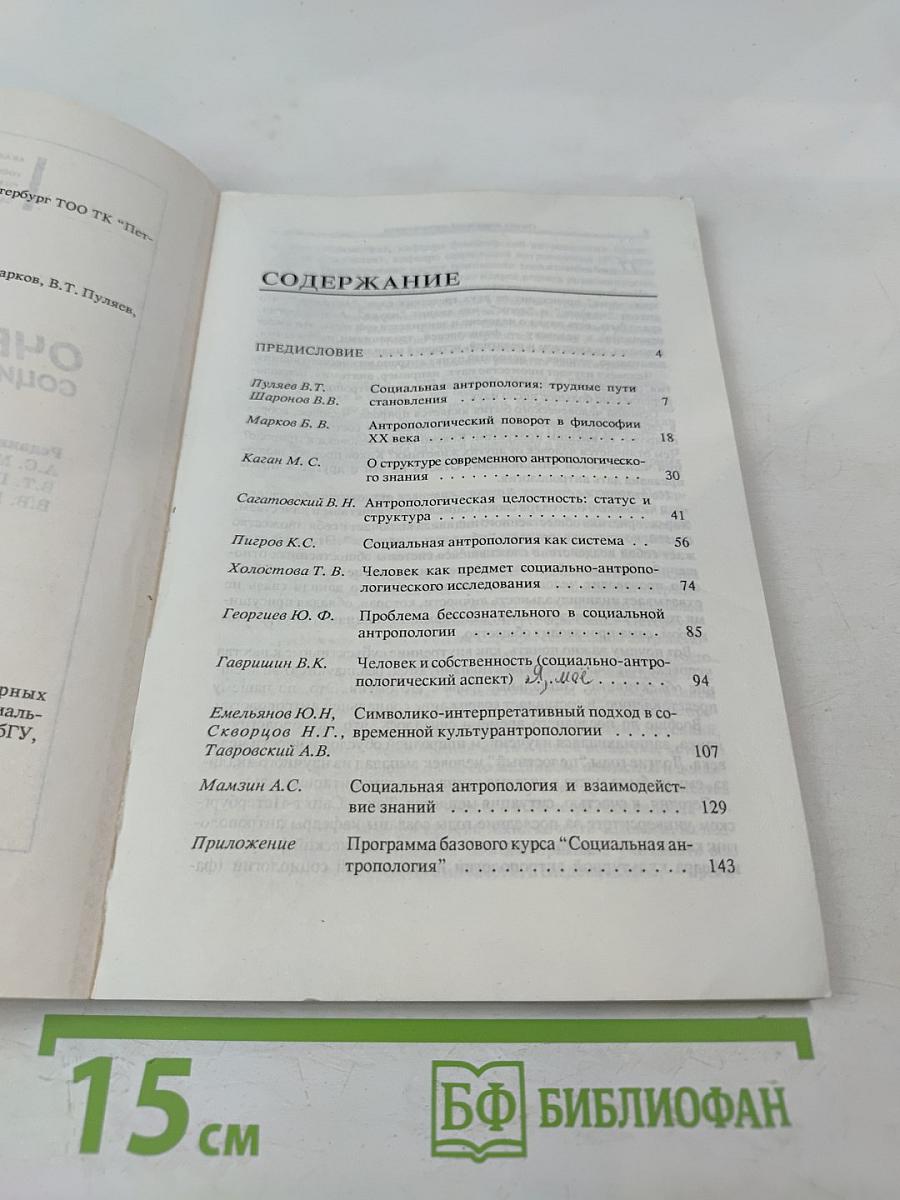 тербург ТОО ТК “Пет-
арков, В.Т. Пуляев,
рных
иаль-
бГУ,
СОДЕРЖАНИЕ
ПРЕДИСЛОВИЕ . . . . . . . . . . . . . . . . . . . . . . . . 4
Пуляев В.Т. Социальная антропология: трудные пути
Шаронов В.В. становления . . . . . . . . . . . . . . . . . 7
Марков Б. В. Антропологический поворот в философии
XX века . . . . . . . . . . . . . . . . . . . . . 18
Каган М. С. О структуре современного антропологическо-
го знания . . . . . . . . . . . . . . . . . . . . 30
Сагатовский В. Н. Антропологическая целостность: статус и
структура . . . . . . . . . . . . . . . . . . . . 41
Пигров К.С. Социальная антропология как система . . 56
Холостова Т. В. Человек как предмет социально-антропо-
логического исследования . . . . . . . . . 74
Георгиев Ю. Ф. Проблема бессознательного в социальной
антропологии . . . . . . . . . . . . . . . . 85
Гавришин В.К. Человек и собственность (социально-антро-
пологический аспект) Я, моё . . . . . . 94
Емельянов Ю.Н, Символико-интерпретативный подход в со-
Скворцов Н.Г., временной культурантропологии . . . . .
Тавровский А.В. 107
Мамзин А.С. Социальная антропология и взаимодейст-
вие знаний . . . . . . . . . . . . . . . . . . 129
Приложение Программа базового курса “Социальная ан-
тропология” . . . . . . . . . . . . . . . . 143
15 см
БФ БИБЛИОФАН